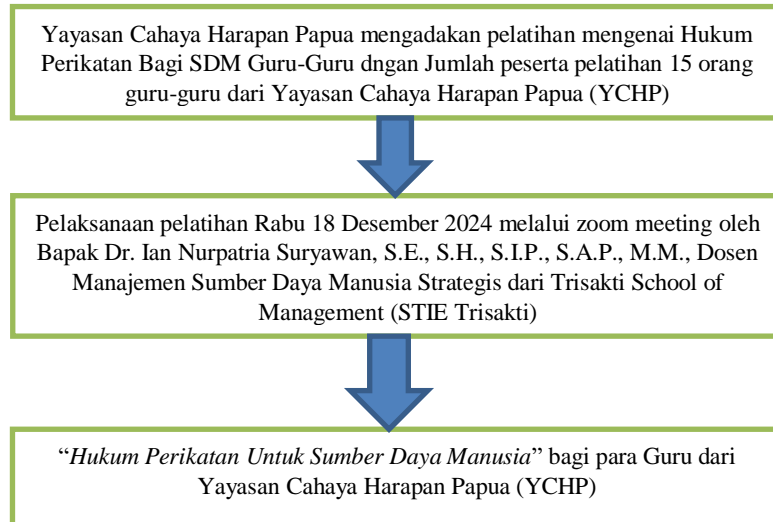 Yayasan Cahaya Harapan Papua mengadakan pelatihan mengenai Hukum
Perikatan Bagi SDM Guru-Guru dngan Jumlah peserta pelatihan 15 orang
guru-guru dari Yayasan Cahaya Harapan Papua (YCHP)
Pelaksanaan pelatihan Rabu 18 Desember 2024 melalui zoom meeting oleh
Bapak Dr. Ian Nurpatria Suryawan, S.E., S.H., S.I.P., S.A.P., M.M., Dosen
Manajemen Sumber Daya Manusia Strategis dari Trisakti School of
Management (STIE Trisakti)
“Hukum Perikatan Untuk Sumber Daya Manusia” bagi para Guru dari
Yayasan Cahaya Harapan Papua (YCHP)